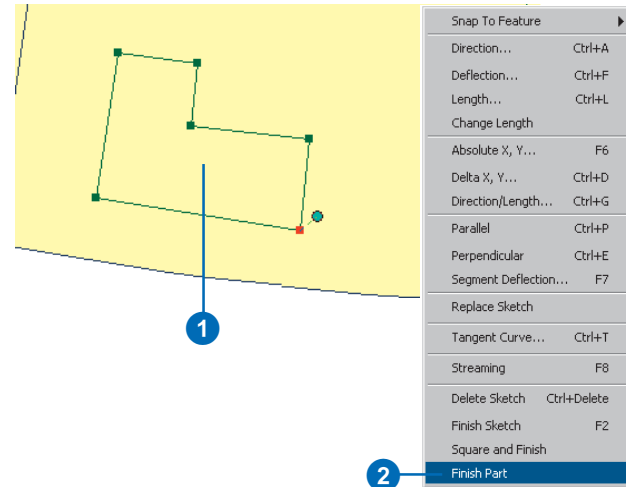 Snap To Feature
Direction... Ctrl+A
Deflection... Ctrl+F
Length... Ctrl+L
Change Length
Absolute X, Y... F6
Delta X, Y... Ctrl+D
Direction/Length... Ctrl+G
Parallel Ctrl+P
Perpendicular Ctrl+E
Segment Deflection... F7
Replace Sketch
1
Tangent Curve... Ctrl+T
Streaming F8
Delete Sketch Ctrl+Delete
Finish Sketch F2
Square and Finish
2 Finish Part